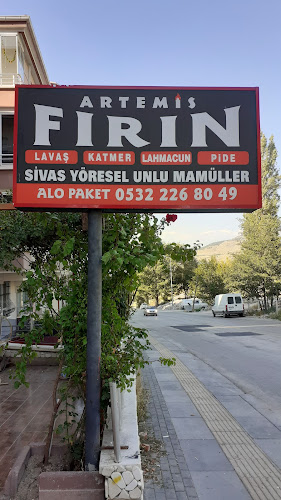 ARTEMİS
FIRIN
LAVAŞ KATMER LAHMACUN PİDE
SİVAS YÖRESEL UNLU MAMÜLLER
ALO PAKET 0532 226 80 49